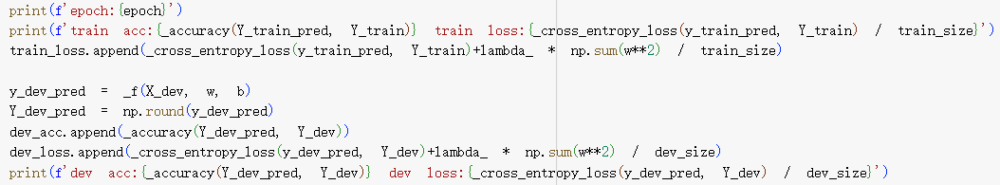 print(f'epoch:{epoch}')
print(f'train acc:{_accuracy(Y_train_pred, Y_train)} train loss:{_cross_entropy_loss(y_train_pred, Y_train) / train_size}')
train_loss.append(_cross_entropy_loss(y_train_pred, Y_train)+lambda_ * np.sum(w**2) / train_size)
y_dev_pred = _f(X_dev, w, b)
Y_dev_pred = np.round(y_dev_pred)
dev_acc.append(_accuracy(Y_dev_pred, Y_dev))
dev_loss.append(_cross_entropy_loss(y_dev_pred, Y_dev)+lambda_ * np.sum(w**2) / dev_size)
print(f'dev acc:{_accuracy(Y_dev_pred, Y_dev)} dev loss:{_cross_entropy_loss(y_dev_pred, Y_dev) / dev_size}')